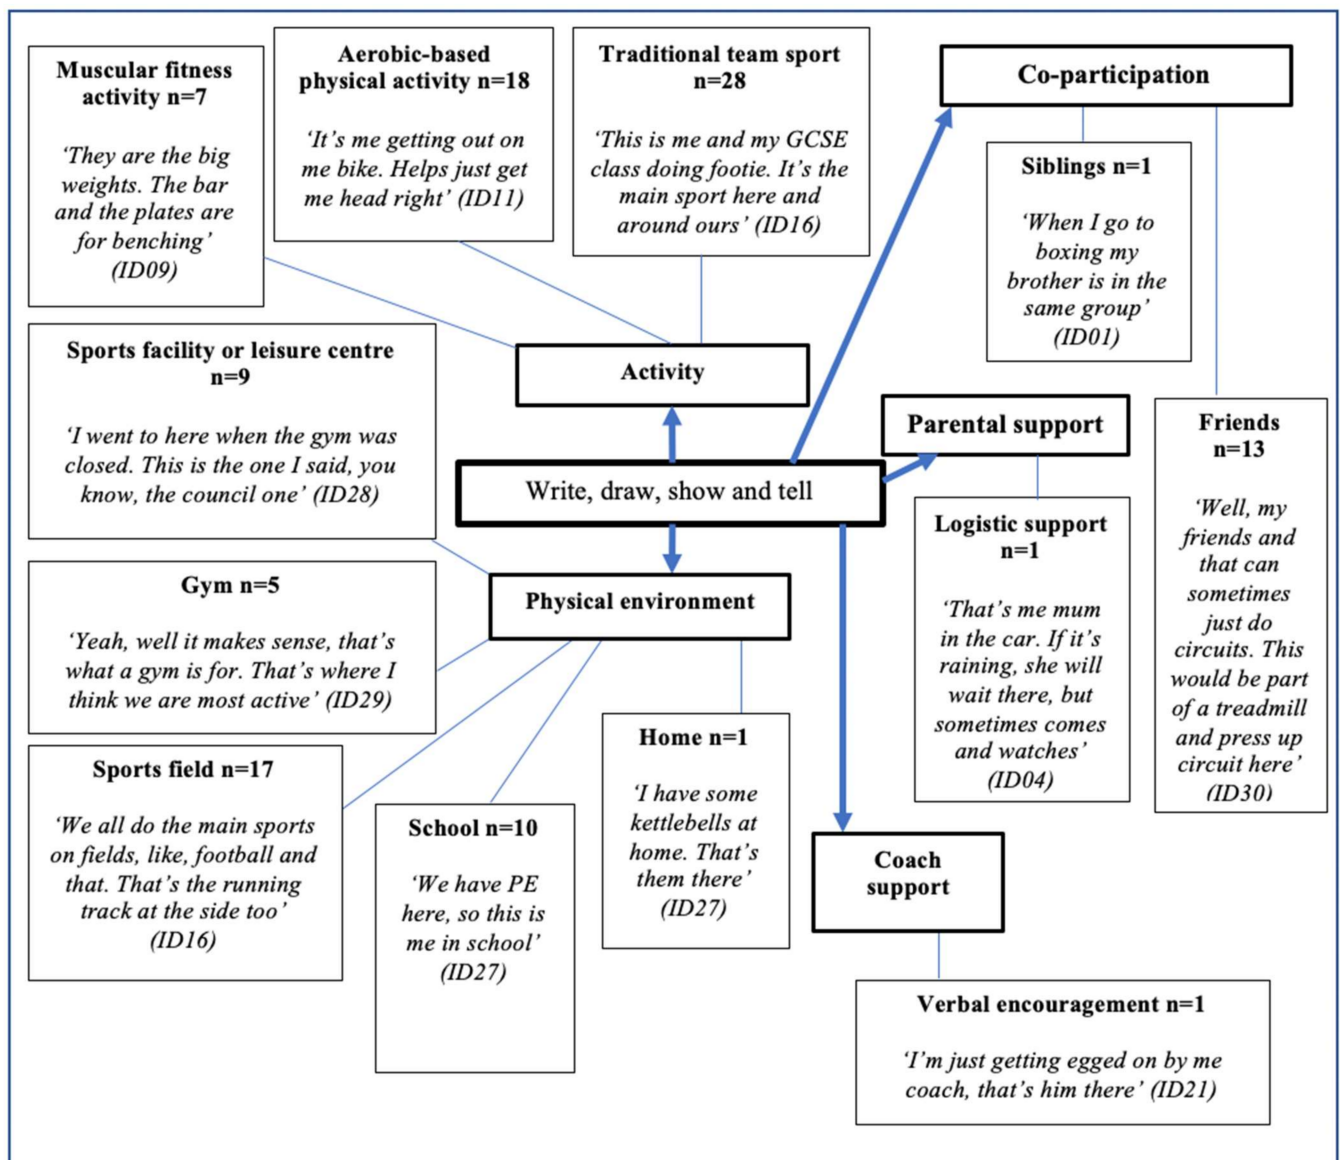 Muscular fitness
activity n=7
‘They are the big
weights. The bar
and the plates are
for benching’
(ID09)
Aerobic-based
physical activity n=18
‘It’s me getting out on
me bike. Helps just get
me head right’ (ID11)
Traditional team sport
n=28
‘This is me and my GCSE
class doing footie. It’s the
main sport here and
around ours’ (ID16)
Co-participation
Siblings n=1
‘When I go to
boxing my
brother is in the
same group’
(ID01)
Sports facility or leisure centre
n=9
‘I went to here when the gym was
closed. This is the one I said, you
know, the council one’ (ID28)
Activity
Parental support
Friends
n=13
‘Well, my
friends and
that can
sometimes
just do
circuits. This
would be part
of a treadmill
and press up
circuit here’
(ID30)
Write, draw, show and tell
Logistic support
n=1
‘That’s me mum
in the car. If it’s
raining, she will
wait there, but
sometimes comes
and watches’
(ID04)
Gym n=5
‘Yeah, well it makes sense, that’s
what a gym is for. That’s where I
think we are most active’ (ID29)
Physical environment
Sports field n=17
‘We all do the main sports
on fields, like, football and
that. That’s the running
track at the side too’
(ID16)
School n=10
‘We have PE
here, so this is
me in school’
(ID27)
Home n=1
‘I have some
kettlebells at
home. That’s
them there’
(ID27)
Coach
support
Verbal encouragement n=1
‘I’m just getting egged on by me
coach, that’s him there’ (ID21)